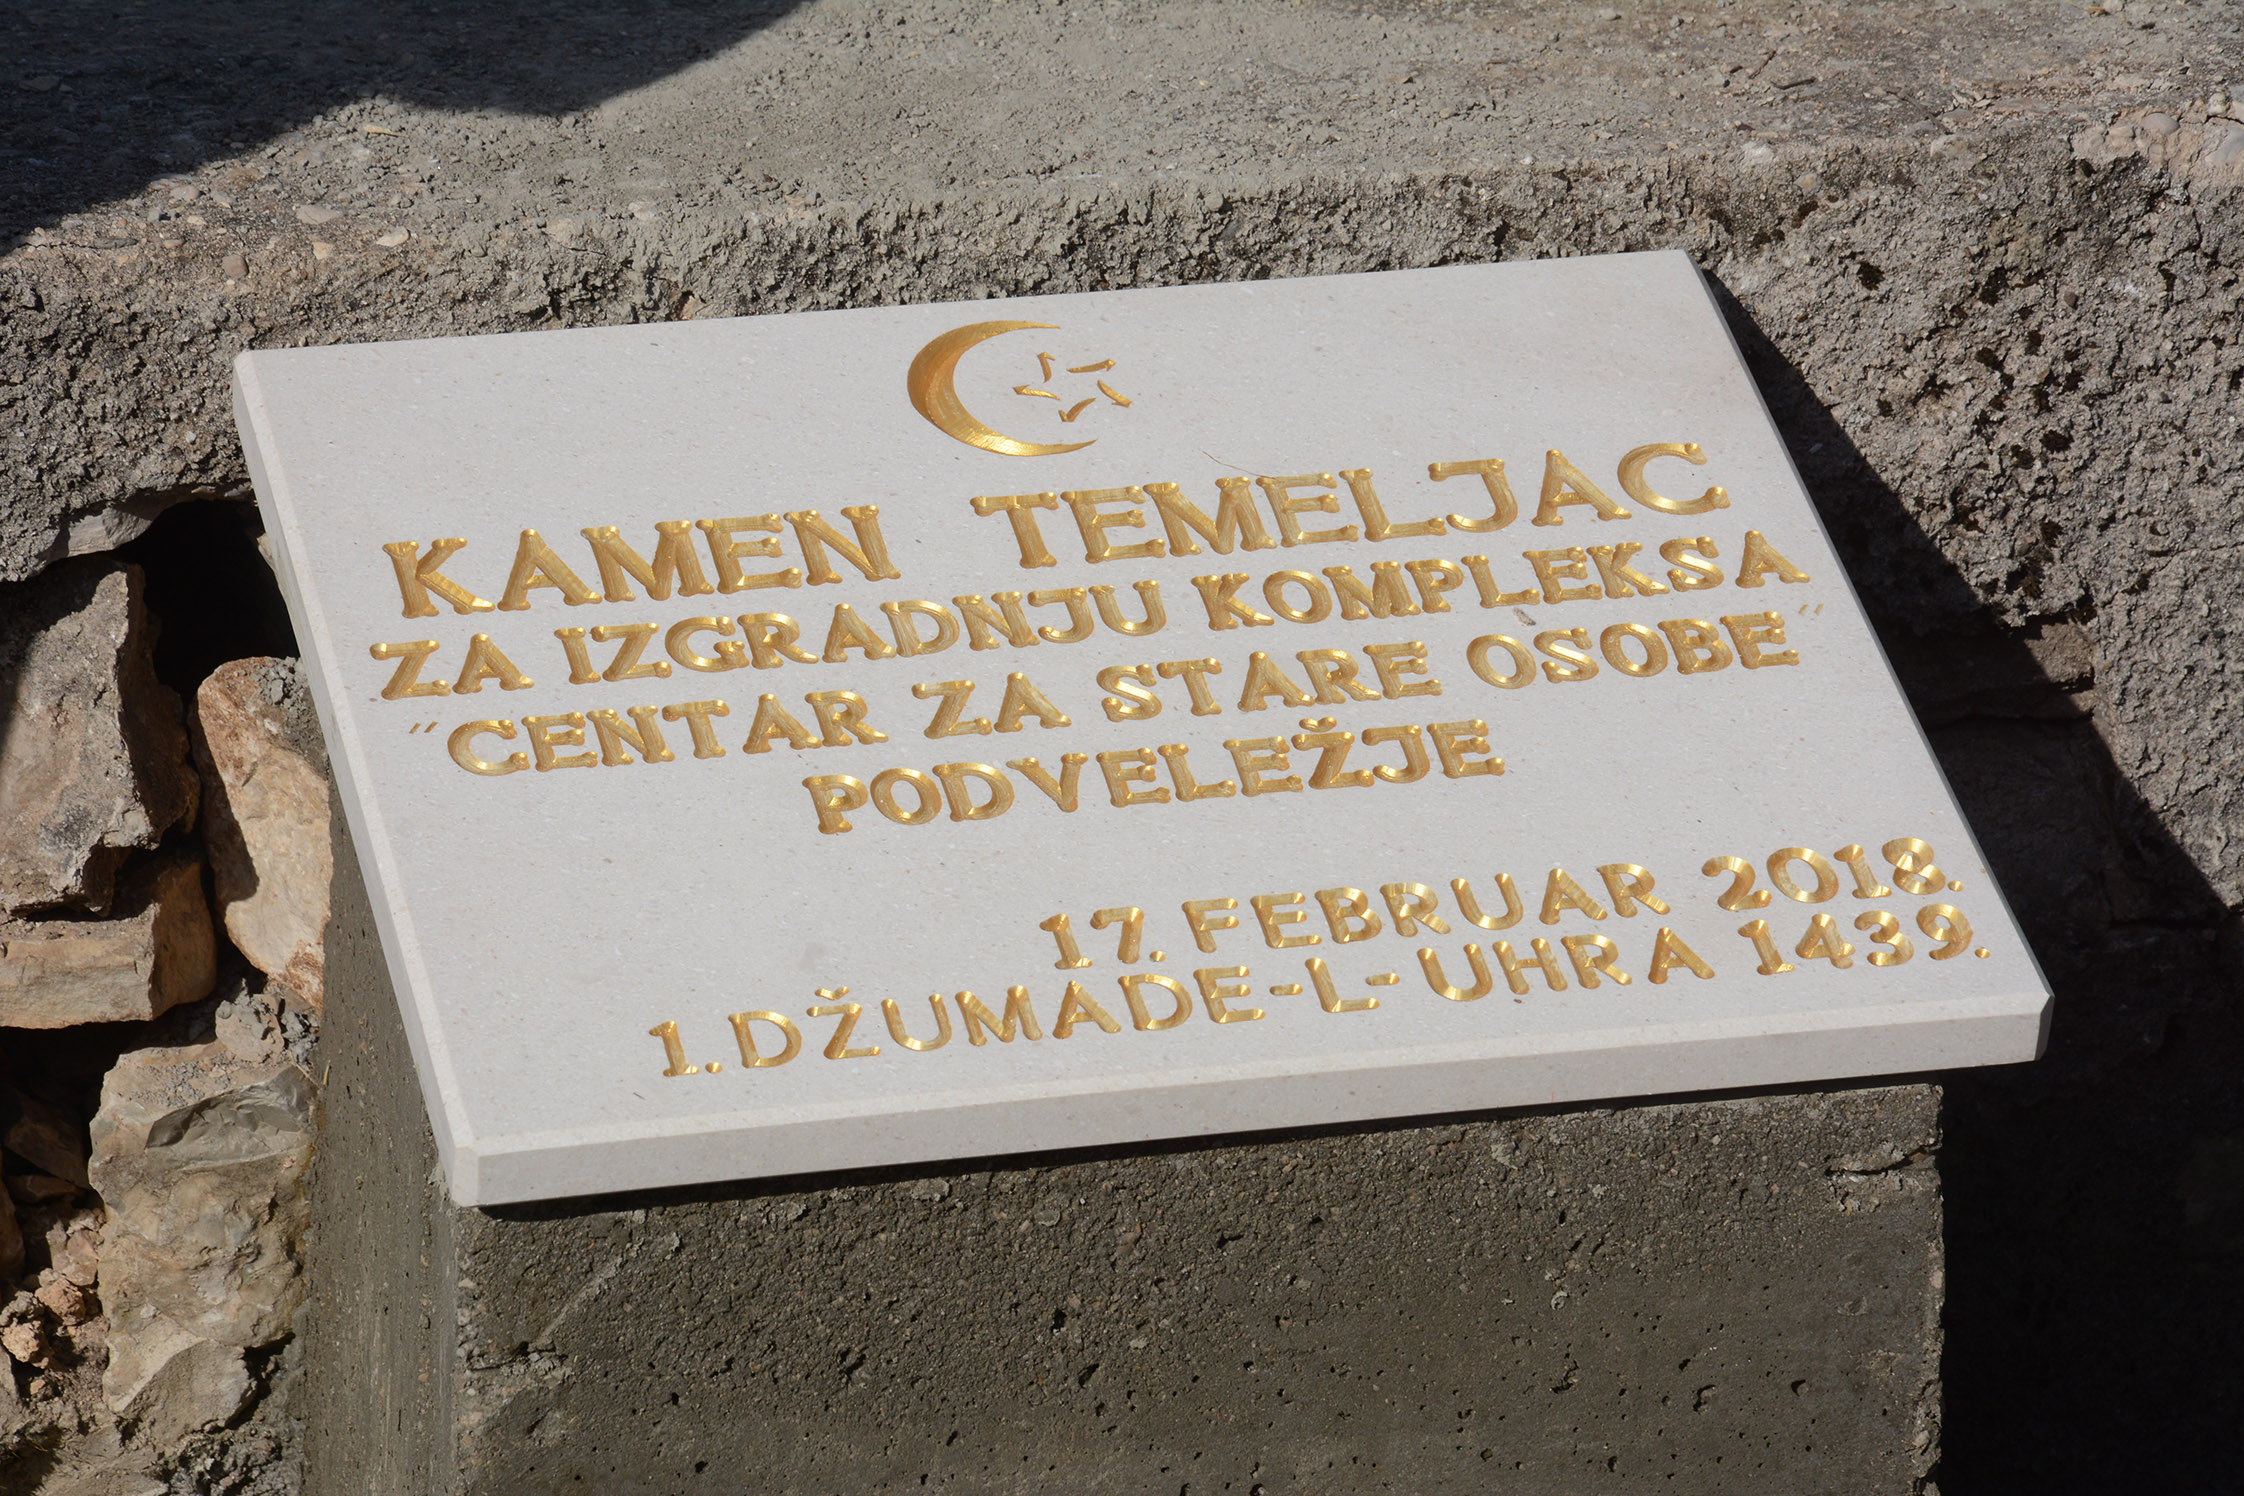 KAMEN TEMELJAC
ZA IZGRADNJU KOMPLEKSA
"CENTAR ZA STARE OSOBE"
PODVELEŽJE
17. FEBRUAR 2018.
1. DŽUMADE-L-UHRA 1439.